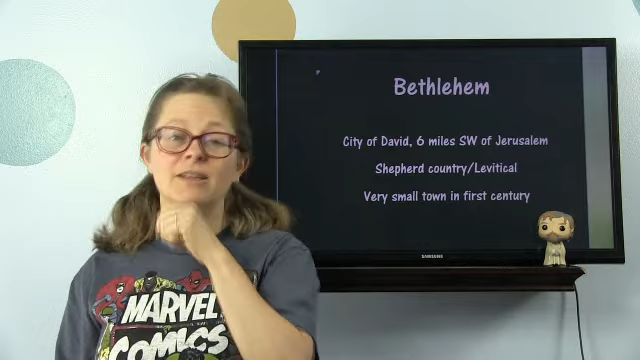 Bethlehem
City of David, 6 miles SW of Jerusalem
Shepherd country/Levitical
Very small town in first century
SAMSUNG
MARVEL
COMICS